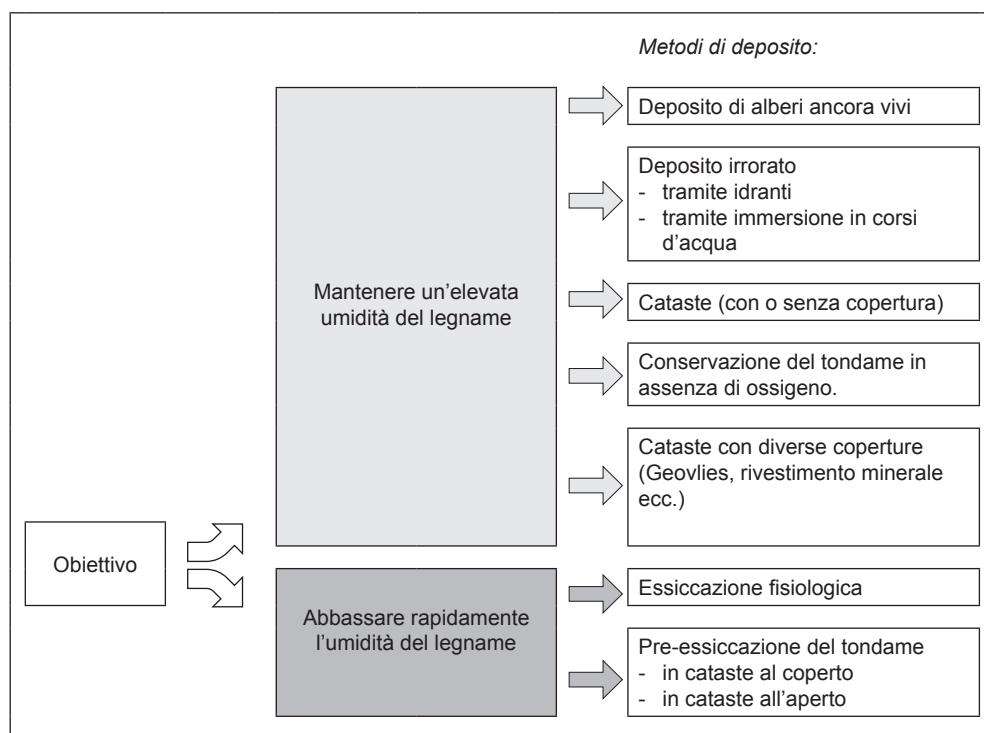 Metodi di deposito:
Deposito di alberi ancora vivi
Deposito irrorato
- tramite idranti
- tramite immersione in corsi
d'acqua
Mantenere un'elevata
umidità del legname
Cataste (con o senza copertura)
Conservazione del tondame in
assenza di ossigeno.
Cataste con diverse coperture
(Geovlies, rivestimento minerale
ecc.)
Obiettivo
Abbassare rapidamente
l'umidità del legname
Essiccazione fisiologica
Pre-essiccazione del tondame
- in cataste al coperto
- in cataste all'aperto